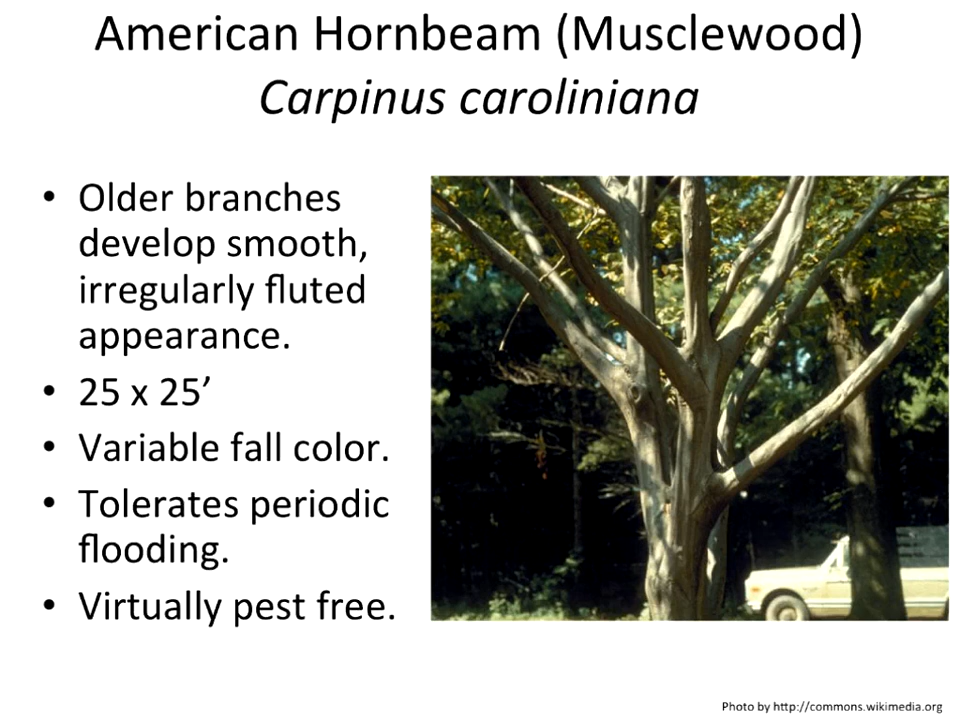 American Hornbeam (Musclewood)
Carpinus caroliniana
• Older branches
develop smooth,
irregularly fluted
appearance.
• 25 x 25’
• Variable fall color.
• Tolerates periodic
flooding.
• Virtually pest free.
Photo by http://commons.wikimedia.org